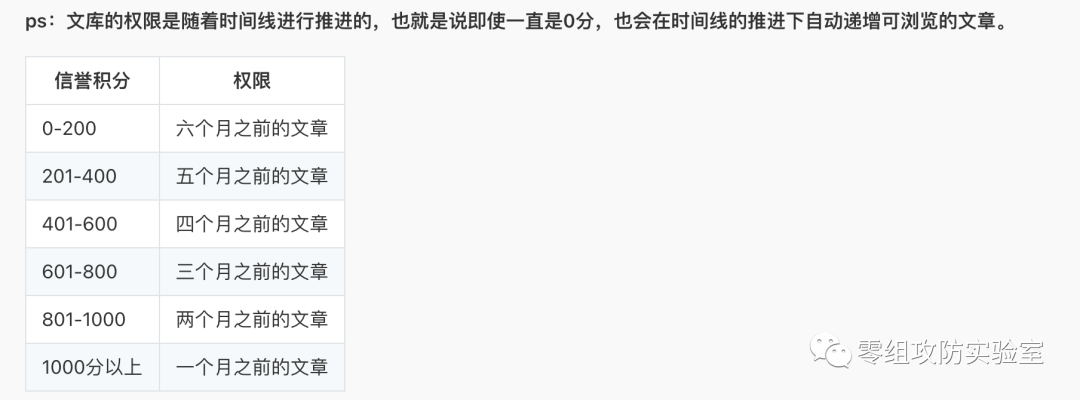 ps：文库的权限是随着时间线进行推进的，也就是说即使一直是0分，也会在时间线的推进下自动递增可浏览的文章。
信誉积分 权限
0-200 六个月之前的文章
201-400 五个月之前的文章
401-600 四个月之前的文章
601-800 三个月之前的文章
801-1000 两个月之前的文章
1000分以上 一个月之前的文章
零组攻防实验室